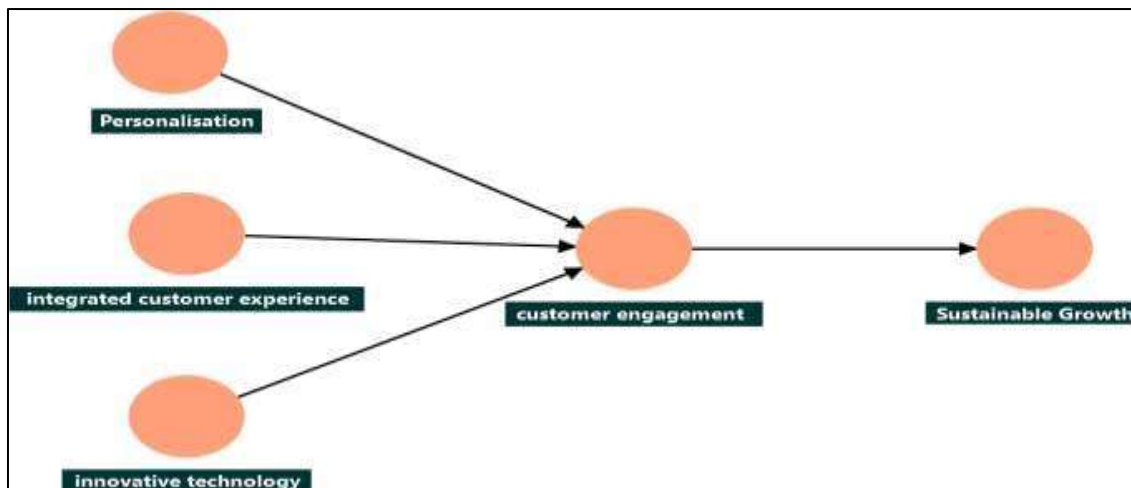 Personalisation
integrated customer experience
customer engagement
Sustainable Growth
innovative technology